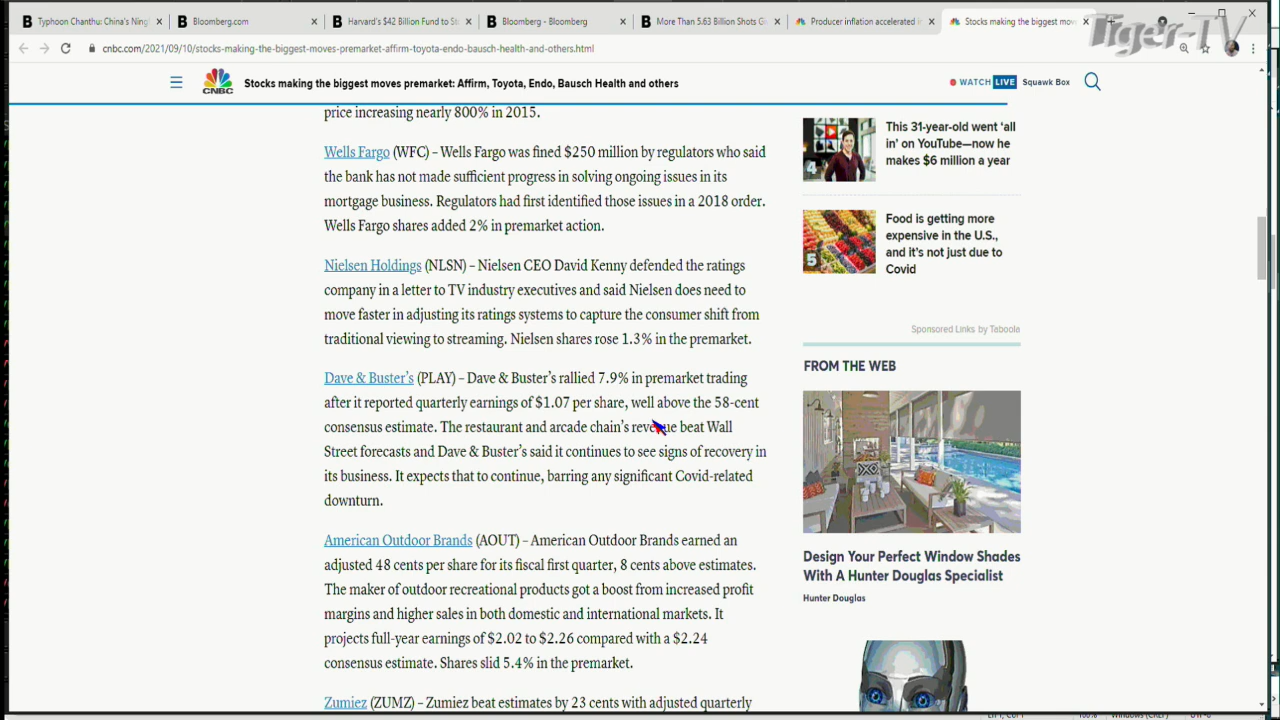 Typhoon Chanthu: China's Ning
Bloomberg.com
Harvard's $42 Billion Fund to St
Bloomberg - Bloomberg
More Than 5.63 Billion Shots Gi
Producer inflation accelerated i
Stocks making the biggest mov
Tiger-TV
cnbc.com/2021/09/10/stocks-making-the-biggest-moves-premarket-affirm-toyota-endo-bausch-health-and-others.html
CNBC
Stocks making the biggest moves premarket: Affirm, Toyota, Endo, Bausch Health and others
WATCH LIVE Squawk Box
price increasing nearly 800% in 2015.
Wells Fargo (WFC) – Wells Fargo was fined $250 million by regulators who said
the bank has not made sufficient progress in solving ongoing issues in its
mortgage business. Regulators had first identified those issues in a 2018 order.
Wells Fargo shares added 2% in premarket action.
Nielsen Holdings (NLSN) – Nielsen CEO David Kenny defended the ratings
company in a letter to TV industry executives and said Nielsen does need to
move faster in adjusting its ratings systems to capture the consumer shift from
traditional viewing to streaming. Nielsen shares rose 1.3% in the premarket.
Dave & Buster's (PLAY) – Dave & Buster's rallied 7.9% in premarket trading
after it reported quarterly earnings of $1.07 per share, well above the 58-cent
consensus estimate. The restaurant and arcade chain's revenue beat Wall
Street forecasts and Dave & Buster's said it continues to see signs of recovery in
its business. It expects that to continue, barring any significant Covid-related
downturn.
American Outdoor Brands (AOUT) – American Outdoor Brands earned an
adjusted 48 cents per share for its fiscal first quarter, 8 cents above estimates.
The maker of outdoor recreational products got a boost from increased profit
margins and higher sales in both domestic and international markets. It
projects full-year earnings of $2.02 to $2.26 compared with a $2.24
consensus estimate. Shares slid 5.4% in the premarket.
Zumiez (ZUMZ) – Zumiez beat estimates by 23 cents with adjusted quarterly
4
This 31-year-old went 'all
in' on YouTube—now he
makes $6 million a year
5
Food is getting more
expensive in the U.S.,
and it's not just due to
Covid
Sponsored Links by Taboola
FROM THE WEB
Design Your Perfect Window Shades
With A Hunter Douglas Specialist
Hunter Douglas